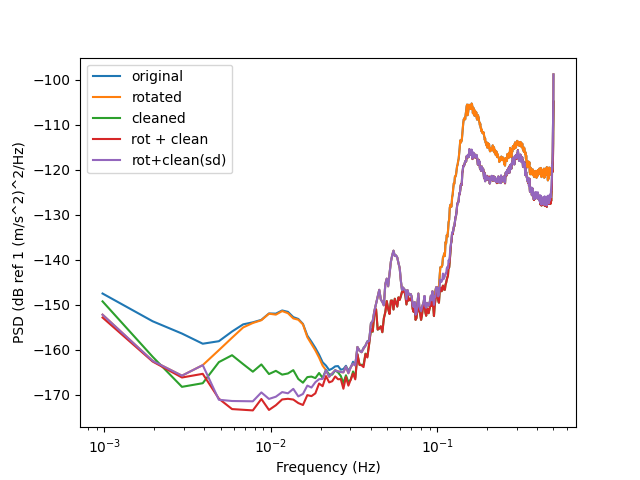 original
rotated
cleaned
rot + clean
rot+clean(sd)
PSD (dB ref 1 (m/s^2)^2/Hz)
−100
−110
−120
−130
−140
−150
−160
−170
10⁻³ 10⁻² 10⁻¹
Frequency (Hz)